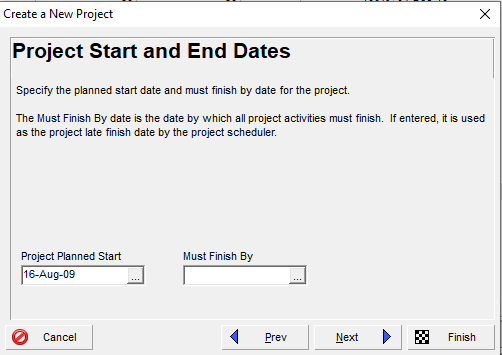 Create a New Project
Project Start and End Dates
Specify the planned start date and must finish by date for the project.
The Must Finish By date is the date by which all project activities must finish. If entered, it is used
as the project late finish date by the project scheduler.
Project Planned Start Must Finish By
16-Aug-09 ... ...
Cancel Prev Next Finish